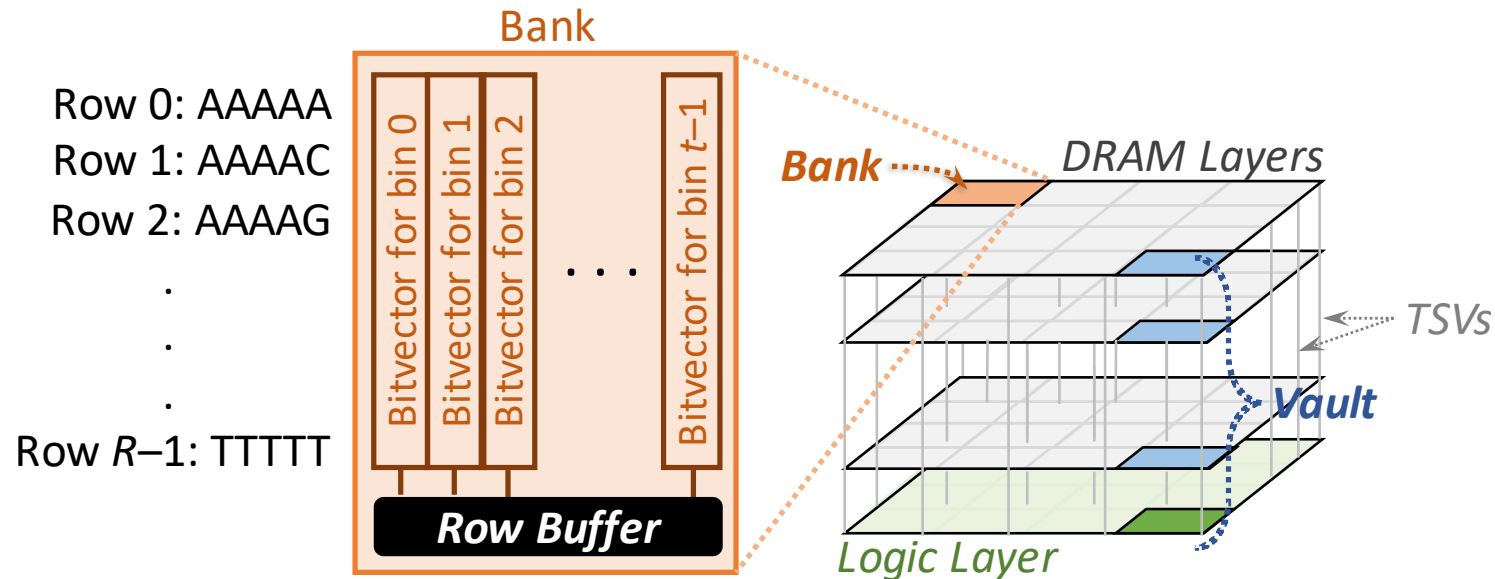 Bank
Row 0: AAAAA
Row 1: AAAAC
Row 2: AAAAG
.
.
.
Row R–1: TTTTT
Bitvector for bin 0
Bitvector for bin 1
Bitvector for bin 2
. . .
Bitvector for bin t–1
Row Buffer
Bank
DRAM Layers
TSVs
Vault
Logic Layer